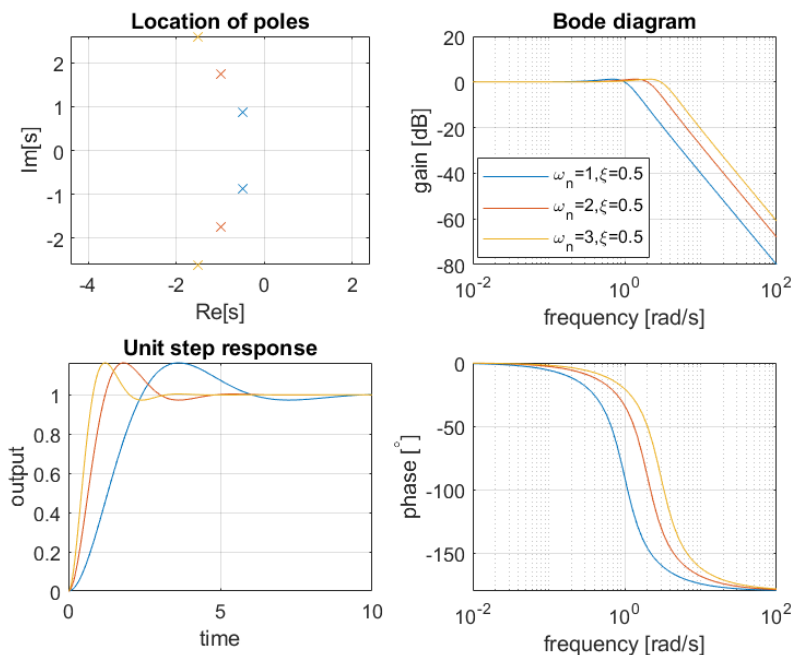 Location of poles
2
1
0
-1
-2
Im[s]
-4
-2
0
2
Re[s]
Bode diagram
20
0
-20
-40
-60
-80
gain [dB]
ω_n=1,ξ=0.5
ω_n=2,ξ=0.5
ω_n=3,ξ=0.5
10^-2
10^0
10^2
frequency [rad/s]
Unit step response
1
0.8
0.6
0.4
0.2
0
output
0
5
10
time
0
-50
-100
-150
phase [°]
10^-2
10^0
10^2
frequency [rad/s]